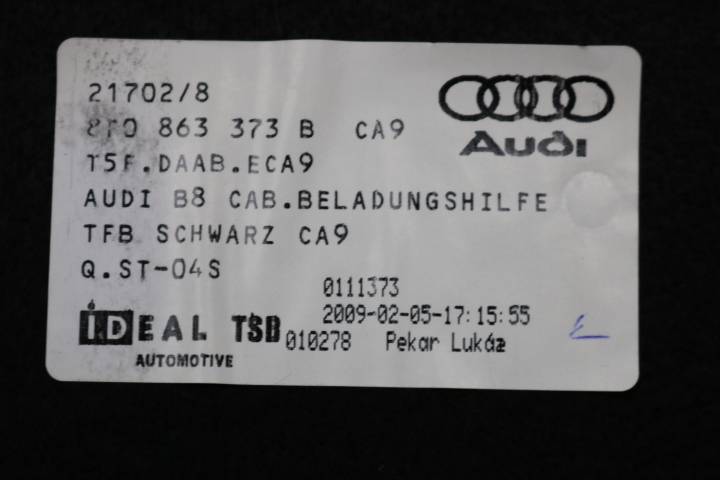 21702/8
8T0 863 373 B CA9
Audi
T5F.DAAB.ECA9
AUDI B8 CAB.BELADUNGSHILFE
TFB SCHWARZ CA9
Q.ST-04S
0111373
2009-02-05-17:15:55
IDEAL TSB
010278 Pekar Lukáz
AUTOMOTIVE